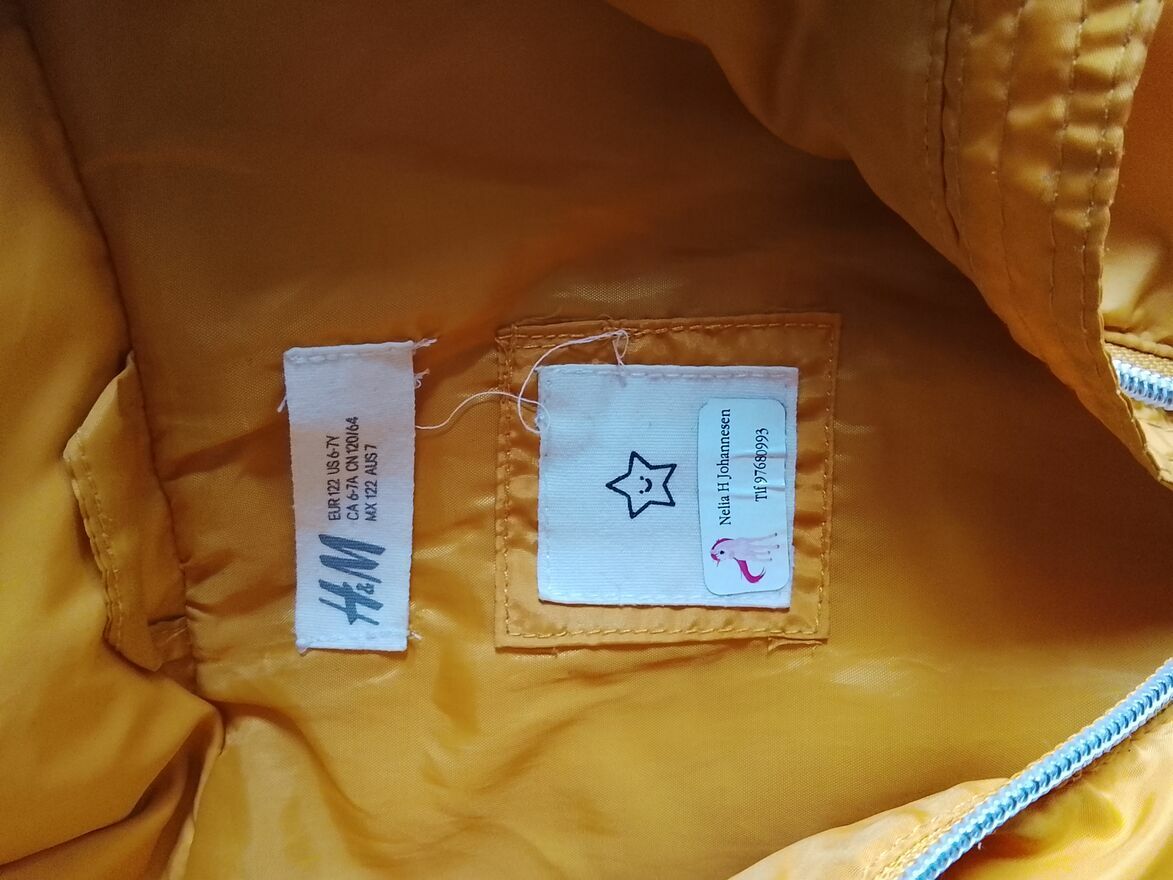 H&M
EUR 122 US 6-7Y
CA 6-7A CN 120/64
MX 122 AUS 7
Nelia H Johannesen
Tlf 97680993